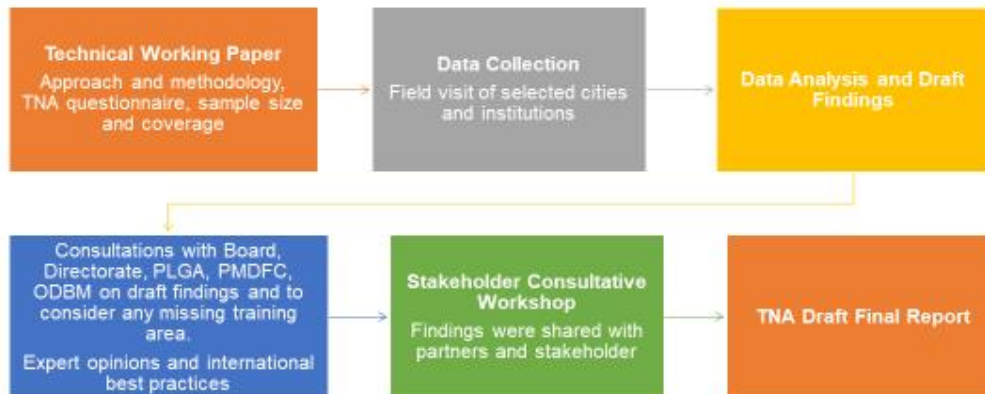 Technical Working Paper
Approach and methodology,
TNA questionnaire, sample size
and coverage
Data Collection
Field visit of selected cities
and institutions
Data Analysis and Draft
Findings
Consultations with Board,
Directorate, PLGA, PMDFC,
ODBM on draft findings and to
consider any missing training
area.
Expert opinions and international
best practices
Stakeholder Consultative
Workshop
Findings were shared with
partners and stakeholder
TNA Draft Final Report